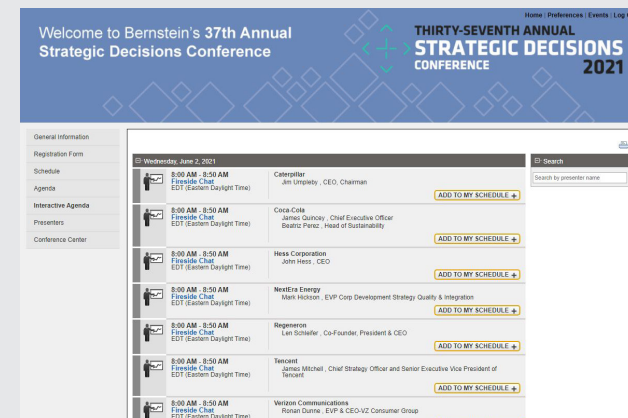 Home | Preferences | Events | Log
Welcome to Bernstein's 37th Annual
Strategic Decisions Conference
THIRTY-SEVENTH ANNUAL
STRATEGIC DECISIONS
CONFERENCE
2021
General Information
Registration Form
Schedule
Agenda
Interactive Agenda
Presenters
Conference Center
Wednesday, June 2, 2021
Search
Search by presenter name
8:00 AM - 8:50 AM
Fireside Chat
EDT (Eastern Daylight Time)
Caterpillar
Jim Umpleby , CEO, Chairman
ADD TO MY SCHEDULE +
8:00 AM - 8:50 AM
Fireside Chat
EDT (Eastern Daylight Time)
Coca-Cola
James Quincey , Chief Executive Officer
Beatriz Perez , Head of Sustainability
ADD TO MY SCHEDULE +
8:00 AM - 8:50 AM
Fireside Chat
EDT (Eastern Daylight Time)
Hess Corporation
John Hess , CEO
ADD TO MY SCHEDULE +
8:00 AM - 8:50 AM
Fireside Chat
EDT (Eastern Daylight Time)
NextEra Energy
Mark Hickson , EVP Corp Development Strategy Quality & Integration
ADD TO MY SCHEDULE +
8:00 AM - 8:50 AM
Fireside Chat
EDT (Eastern Daylight Time)
Regeneron
Len Schleifer , Co-Founder, President & CEO
ADD TO MY SCHEDULE +
8:00 AM - 8:50 AM
Fireside Chat
EDT (Eastern Daylight Time)
Tencent
James Mitchell , Chief Strategy Officer and Senior Executive Vice President of
Tencent
ADD TO MY SCHEDULE +
8:00 AM - 8:50 AM
Fireside Chat
EDT (Eastern Daylight Time)
Verizon Communications
Ronan Dunne , EVP & CEO-VZ Consumer Group